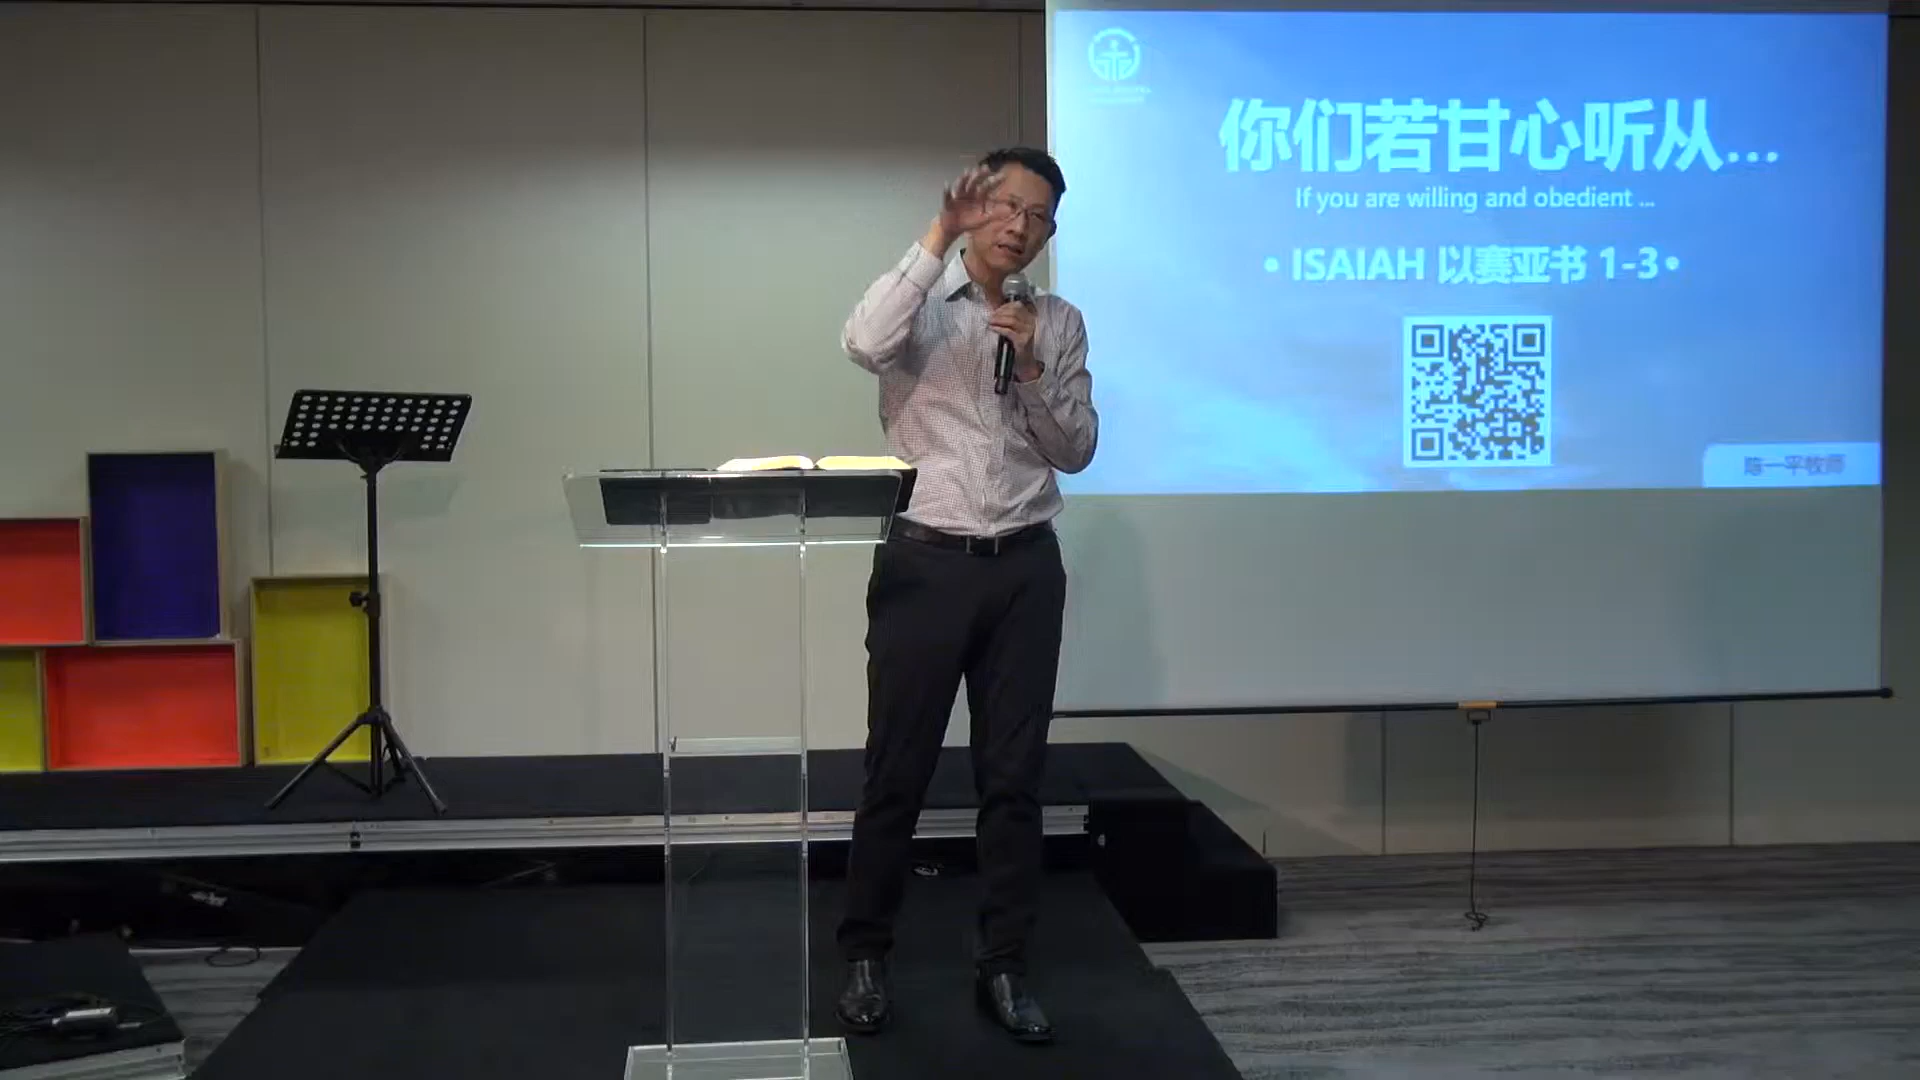 你们若甘心听从...
If you are willing and obedient ...
• ISAIAH 以赛亚书 1-3 •
陈一平牧师